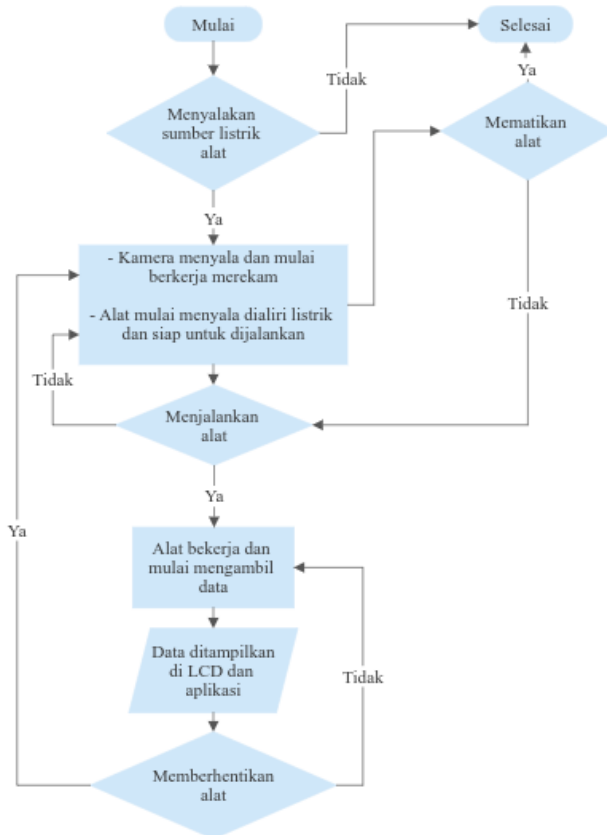 Mulai
Selesai
Tidak
Ya
Menyalakan
sumber listrik
alat
Mematikan
alat
Ya
- Kamera menyala dan mulai
berkerja merekam
- Alat mulai menyala dialiri listrik
dan siap untuk dijalankan
Tidak
Tidak
Menjalankan
alat
Ya
Ya
Alat bekerja dan
mulai mengambil
data
Data ditampilkan
di LCD dan
aplikasi
Tidak
Memberhentikan
alat